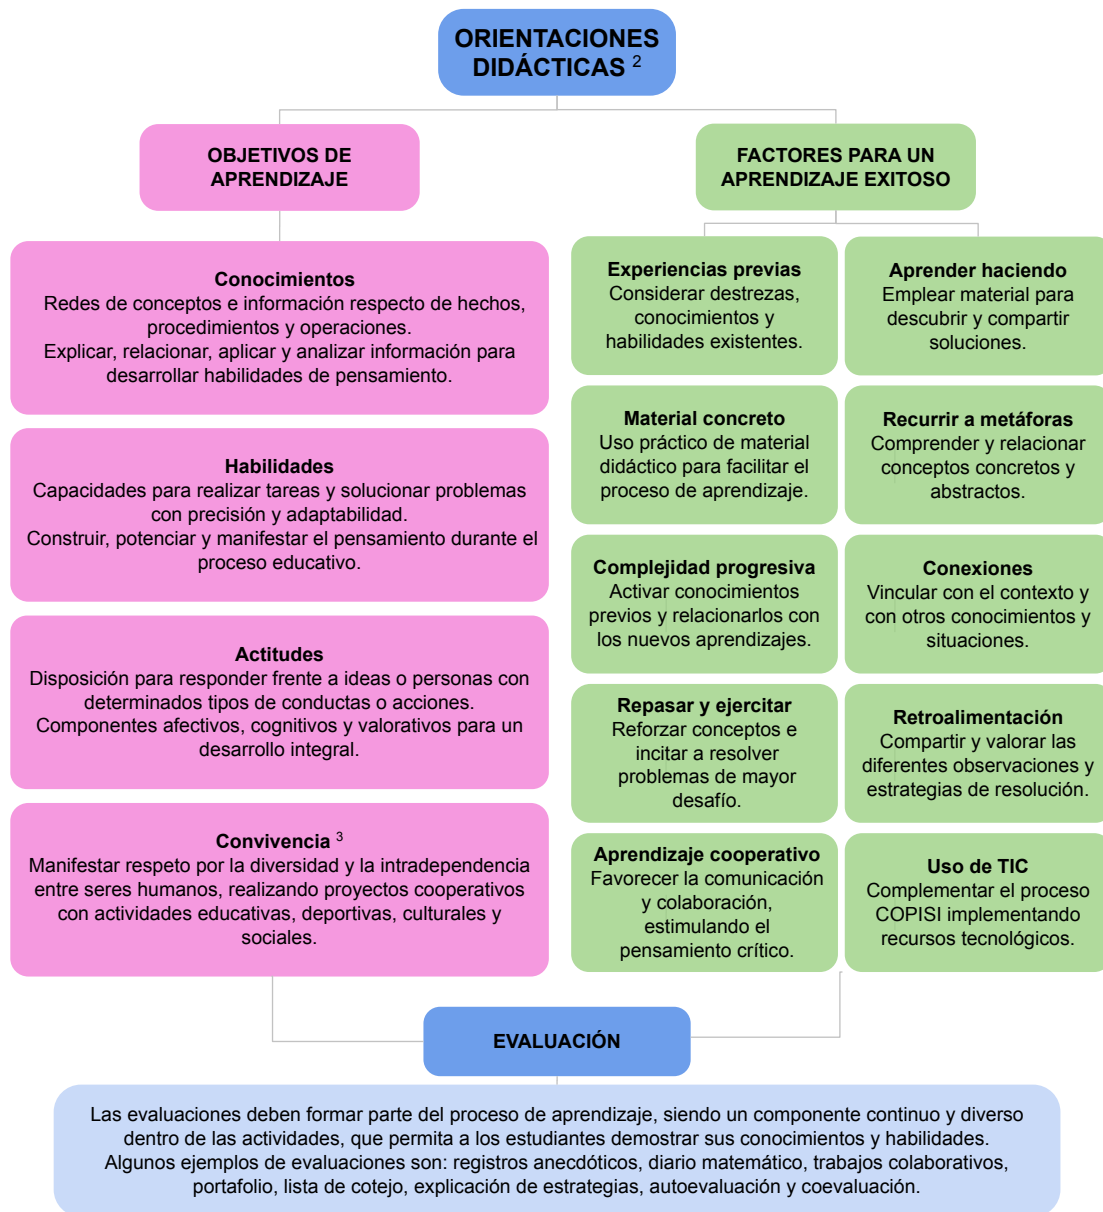 ORIENTACIONES
DIDÁCTICAS ²
OBJETIVOS DE
APRENDIZAJE
Conocimientos
Redes de conceptos e información respecto de hechos,
procedimientos y operaciones.
Explicar, relacionar, aplicar y analizar información para
desarrollar habilidades de pensamiento.
Habilidades
Capacidades para realizar tareas y solucionar problemas
con precisión y adaptabilidad.
Construir, potenciar y manifestar el pensamiento durante el
proceso educativo.
Actitudes
Disposición para responder frente a ideas o personas con
determinados tipos de conductas o acciones.
Componentes afectivos, cognitivos y valorativos para un
desarrollo integral.
Convivencia ³
Manifestar respeto por la diversidad y la intradependencia
entre seres humanos, realizando proyectos cooperativos
con actividades educativas, deportivas, culturales y
sociales.
FACTORES PARA UN
APRENDIZAJE EXITOSO
Experiencias previas
Considerar destrezas,
conocimientos y
habilidades existentes.
Aprender haciendo
Emplear material para
descubrir y compartir
soluciones.
Material concreto
Uso práctico de material
didáctico para facilitar el
proceso de aprendizaje.
Recurrir a metáforas
Comprender y relacionar
conceptos concretos y
abstractos.
Complejidad progresiva
Activar conocimientos
previos y relacionarlos con
los nuevos aprendizajes.
Conexiones
Vincular con el contexto y
con otros conocimientos y
situaciones.
Repasar y ejercitar
Reforzar conceptos e
incitar a resolver
problemas de mayor
desafío.
Retroalimentación
Compartir y valorar las
diferentes observaciones y
estrategias de resolución.
Aprendizaje cooperativo
Favorecer la comunicación
y colaboración,
estimulando el
pensamiento crítico.
Uso de TIC
Complementar el proceso
COPISI implementando
recursos tecnológicos.
EVALUACIÓN
Las evaluaciones deben formar parte del proceso de aprendizaje, siendo un componente continuo y diverso
dentro de las actividades, que permita a los estudiantes demostrar sus conocimientos y habilidades.
Algunos ejemplos de evaluaciones son: registros anecdóticos, diario matemático, trabajos colaborativos,
portafolio, lista de cotejo, explicación de estrategias, autoevaluación y coevaluación.